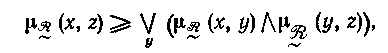 μ_R̰ (x, z) ⩾ ⋁_y (μ_R̰ (x, y) ⋀ μ_R̰ (y, z)),